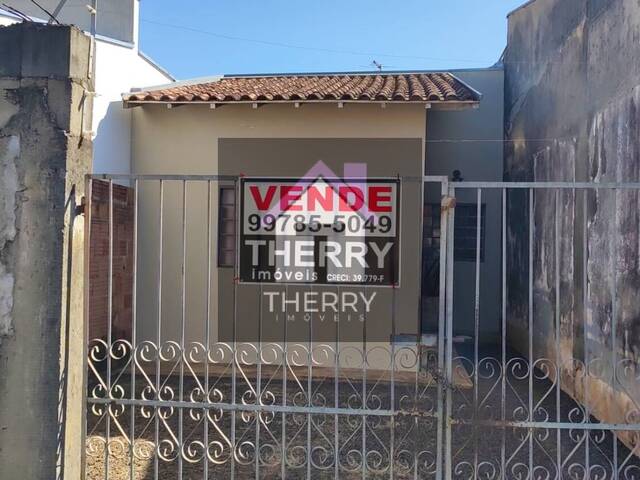 VENDE
99785-5049
THERRY
imóveis CRECI: 39.779-F
THERRY
IMÓVEIS